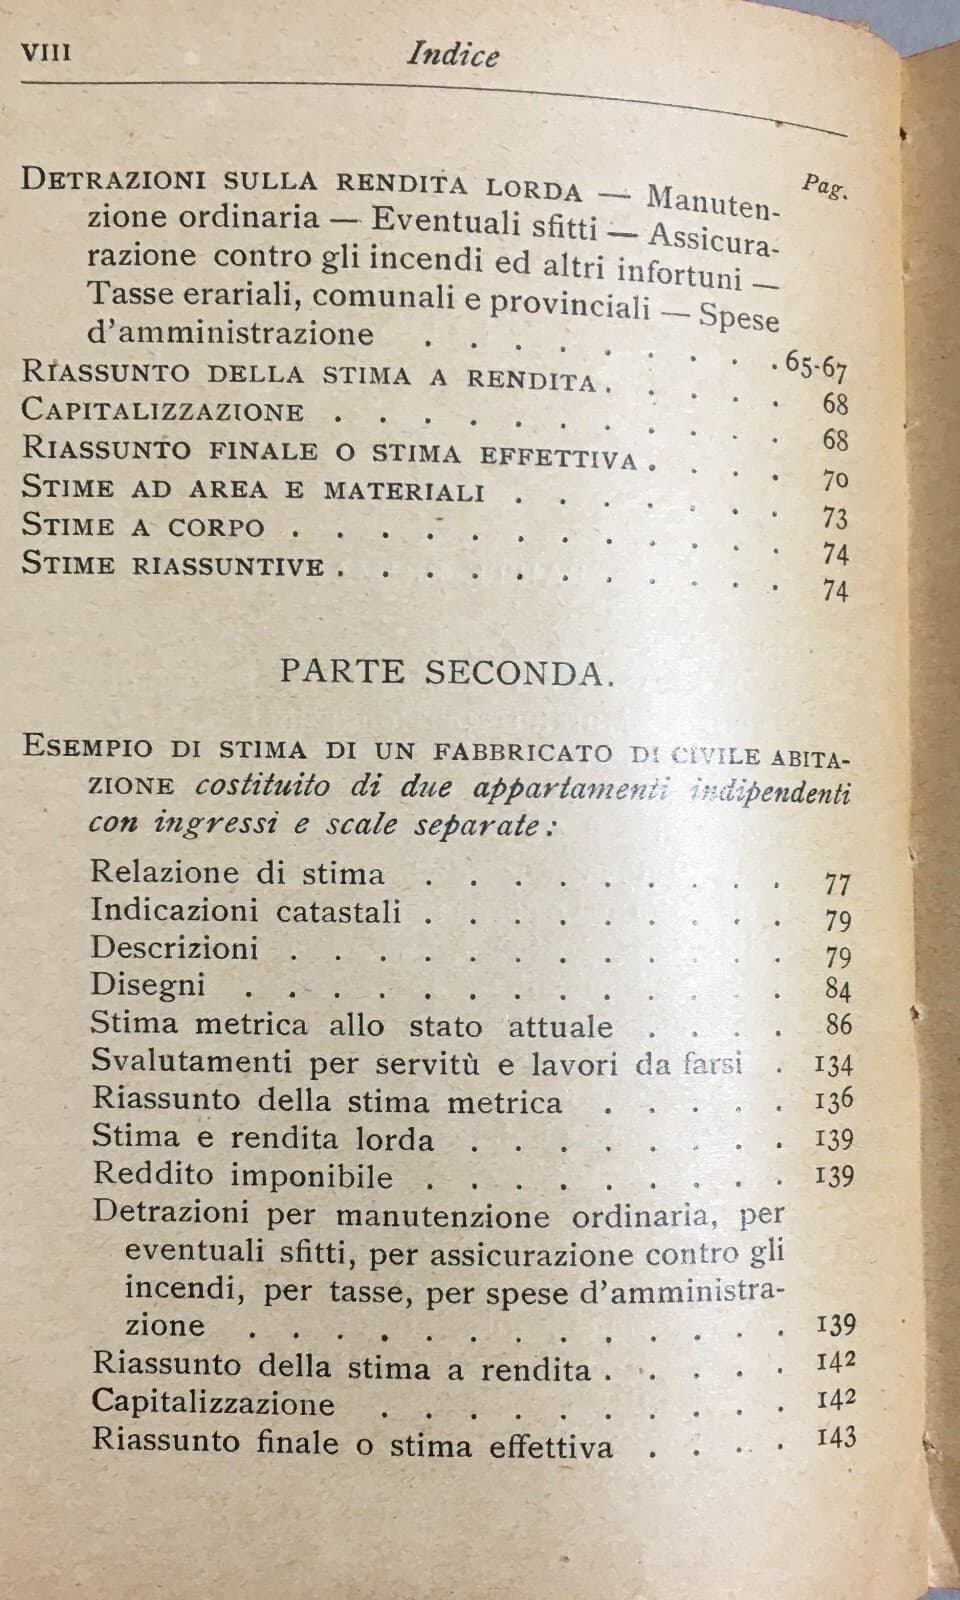 VIII Indice
Pag.
DETRAZIONI SULLA RENDITA LORDA — Manuten-
zione ordinaria — Eventuali sfitti — Assicura-
razione contro gli incendi ed altri infortuni —
Tasse erariali, comunali e provinciali — Spese
d'amministrazione . . . . . . . . . 65-67
RIASSUNTO DELLA STIMA A RENDITA . . . . . 68
CAPITALIZZAZIONE . . . . . . . . . . . 68
RIASSUNTO FINALE O STIMA EFFETTIVA . . . . 70
STIME AD AREA E MATERIALI . . . . . . . 73
STIME A CORPO . . . . . . . . . . . . 74
STIME RIASSUNTIVE . . . . . . . . . . . 74
PARTE SECONDA.
ESEMPIO DI STIMA DI UN FABBRICATO DI CIVILE ABITA-
ZIONE costituito di due appartamenti indipendenti
con ingressi e scale separate :
Relazione di stima . . . . . . . . . 77
Indicazioni catastali . . . . . . . . . 79
Descrizioni . . . . . . . . . . . . 79
Disegni . . . . . . . . . . . . . 84
Stima metrica allo stato attuale . . . . 86
Svalutamenti per servitù e lavori da farsi . 134
Riassunto della stima metrica . . . . . 136
Stima e rendita lorda . . . . . . . . 139
Reddito imponibile . . . . . . . . . 139
Detrazioni per manutenzione ordinaria, per
eventuali sfitti, per assicurazione contro gli
incendi, per tasse, per spese d'amministra-
zione . . . . . . . . . . . . . 139
Riassunto della stima a rendita . . . . . 142
Capitalizzazione . . . . . . . . . . 142
Riassunto finale o stima effettiva . . . . 143